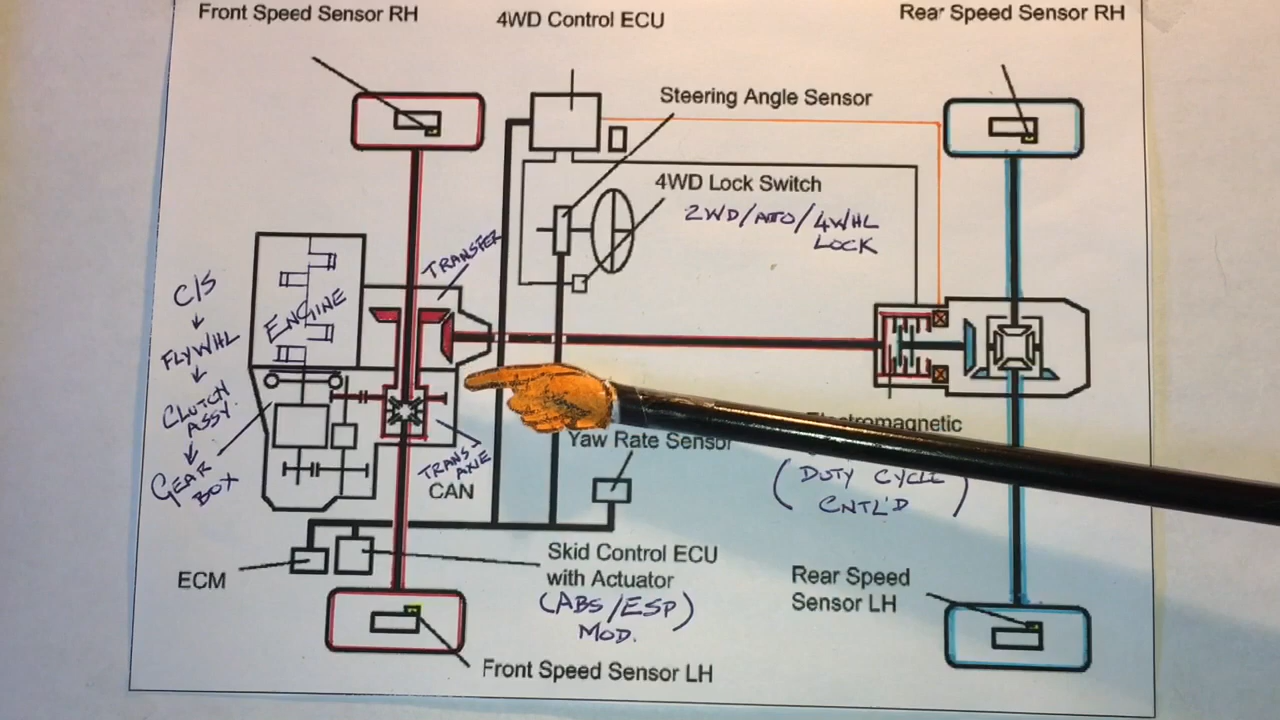 Front Speed Sensor RH
4WD Control ECU
Rear Speed Sensor RH
Steering Angle Sensor
4WD Lock Switch
2WD/ATO/4WHL
LOCK
TRANSFER
ENGINE
C/S
FLYWHL
CLUTCH
ASSY.
GEAR
BOX
TRANS-
AXLE
CAN
Electromagnetic
Yaw Rate Sensor
(DUTY CYCLE
CNTL'D)
ECM
Skid Control ECU
with Actuator
(ABS/ESP)
MOD.
Rear Speed
Sensor LH
Front Speed Sensor LH